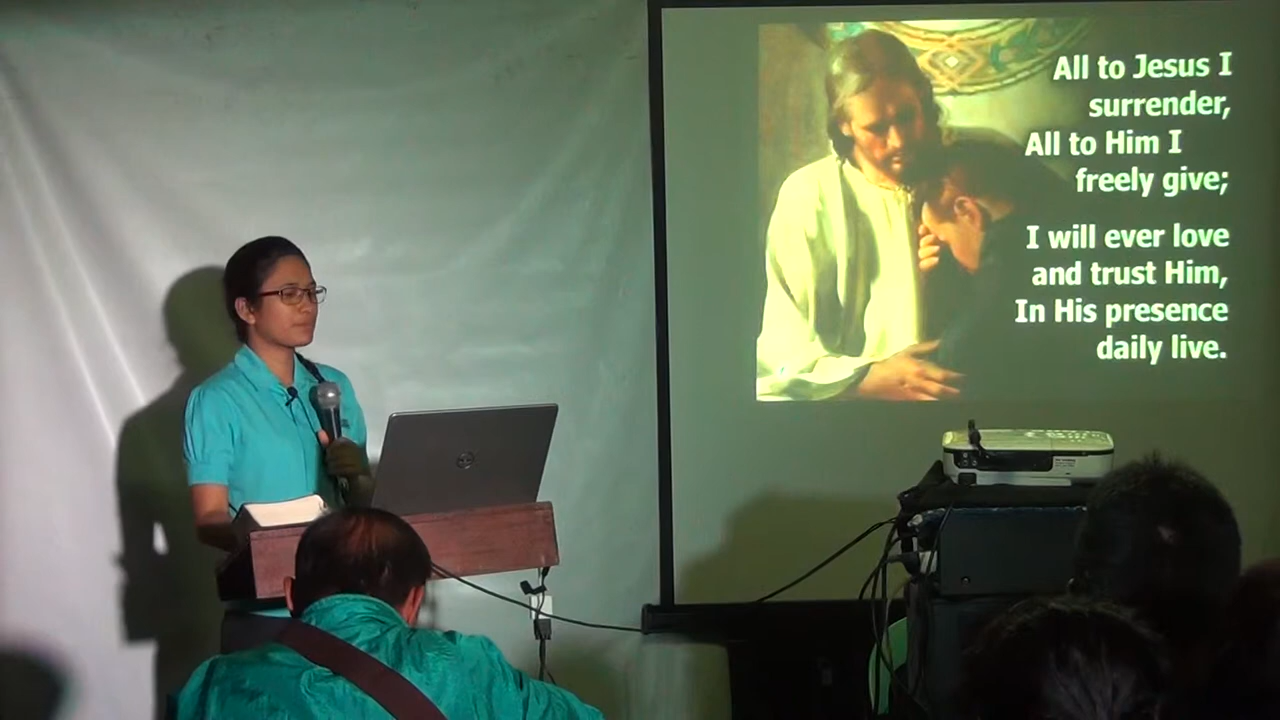 All to Jesus I
surrender,
All to Him I
freely give;
I will ever love
and trust Him,
In His presence
daily live.